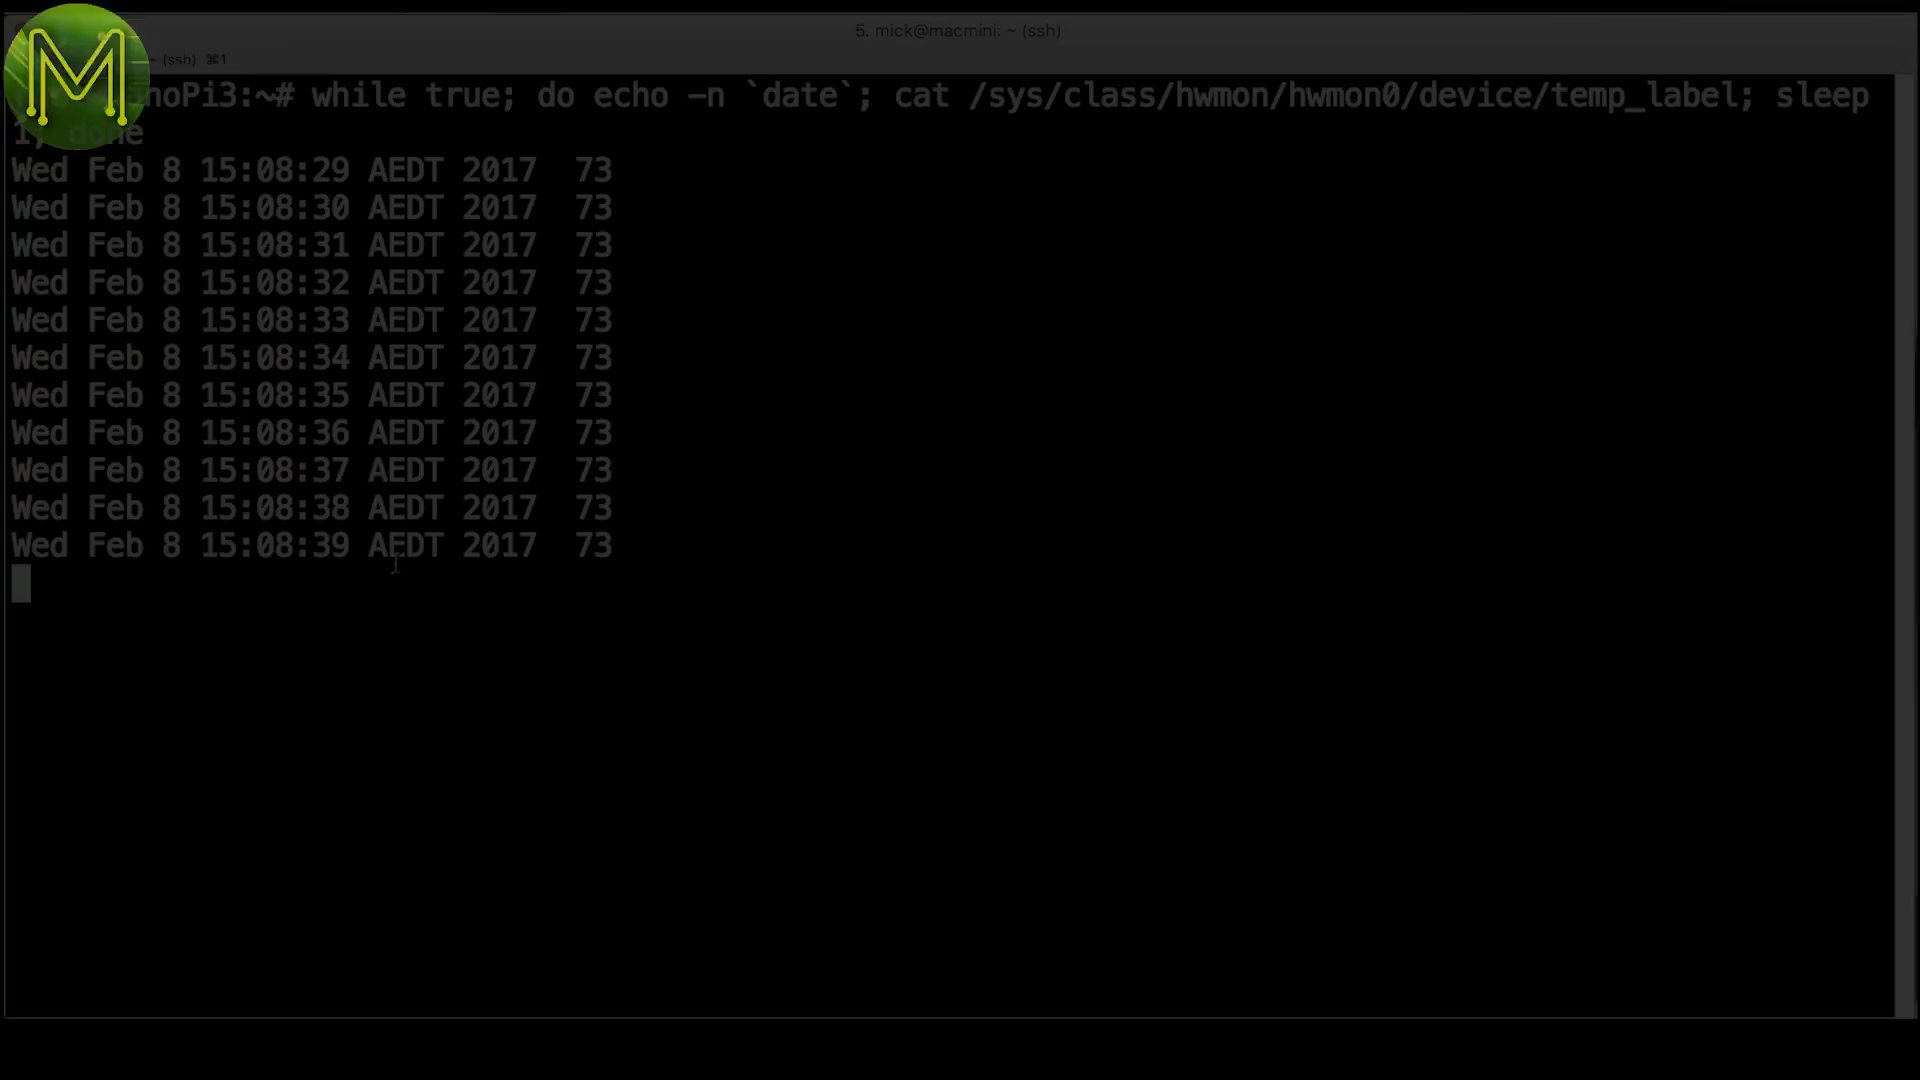 5. mick@macmini: ~ (ssh)
~ (ssh) ⌘1
noPi3:~# while true; do echo -n `date`; cat /sys/class/hwmon/hwmon0/device/temp_label; sleep
1; done
Wed Feb 8 15:08:29 AEDT 2017 73
Wed Feb 8 15:08:30 AEDT 2017 73
Wed Feb 8 15:08:31 AEDT 2017 73
Wed Feb 8 15:08:32 AEDT 2017 73
Wed Feb 8 15:08:33 AEDT 2017 73
Wed Feb 8 15:08:34 AEDT 2017 73
Wed Feb 8 15:08:35 AEDT 2017 73
Wed Feb 8 15:08:36 AEDT 2017 73
Wed Feb 8 15:08:37 AEDT 2017 73
Wed Feb 8 15:08:38 AEDT 2017 73
Wed Feb 8 15:08:39 AEDT 2017 73